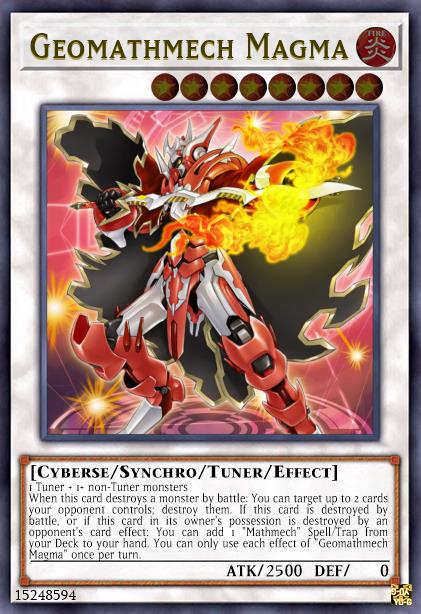 GEOMATHMECH MAGMA
FIRE
炎
[CYBERSE/SYNCHRO/TUNER/EFFECT]
1 Tuner + 1+ non-Tuner monsters
When this card destroys a monster by battle: You can target up to 2 cards
your opponent controls; destroy them. If this card is destroyed by
battle, or if this card in its owner's possession is destroyed by an
opponent's card effect: You can add 1 "Mathmech" Spell/Trap from
your Deck to your hand. You can only use each effect of "Geomathmech
Magma" once per turn.
ATK/2500 DEF/ 0
15248594